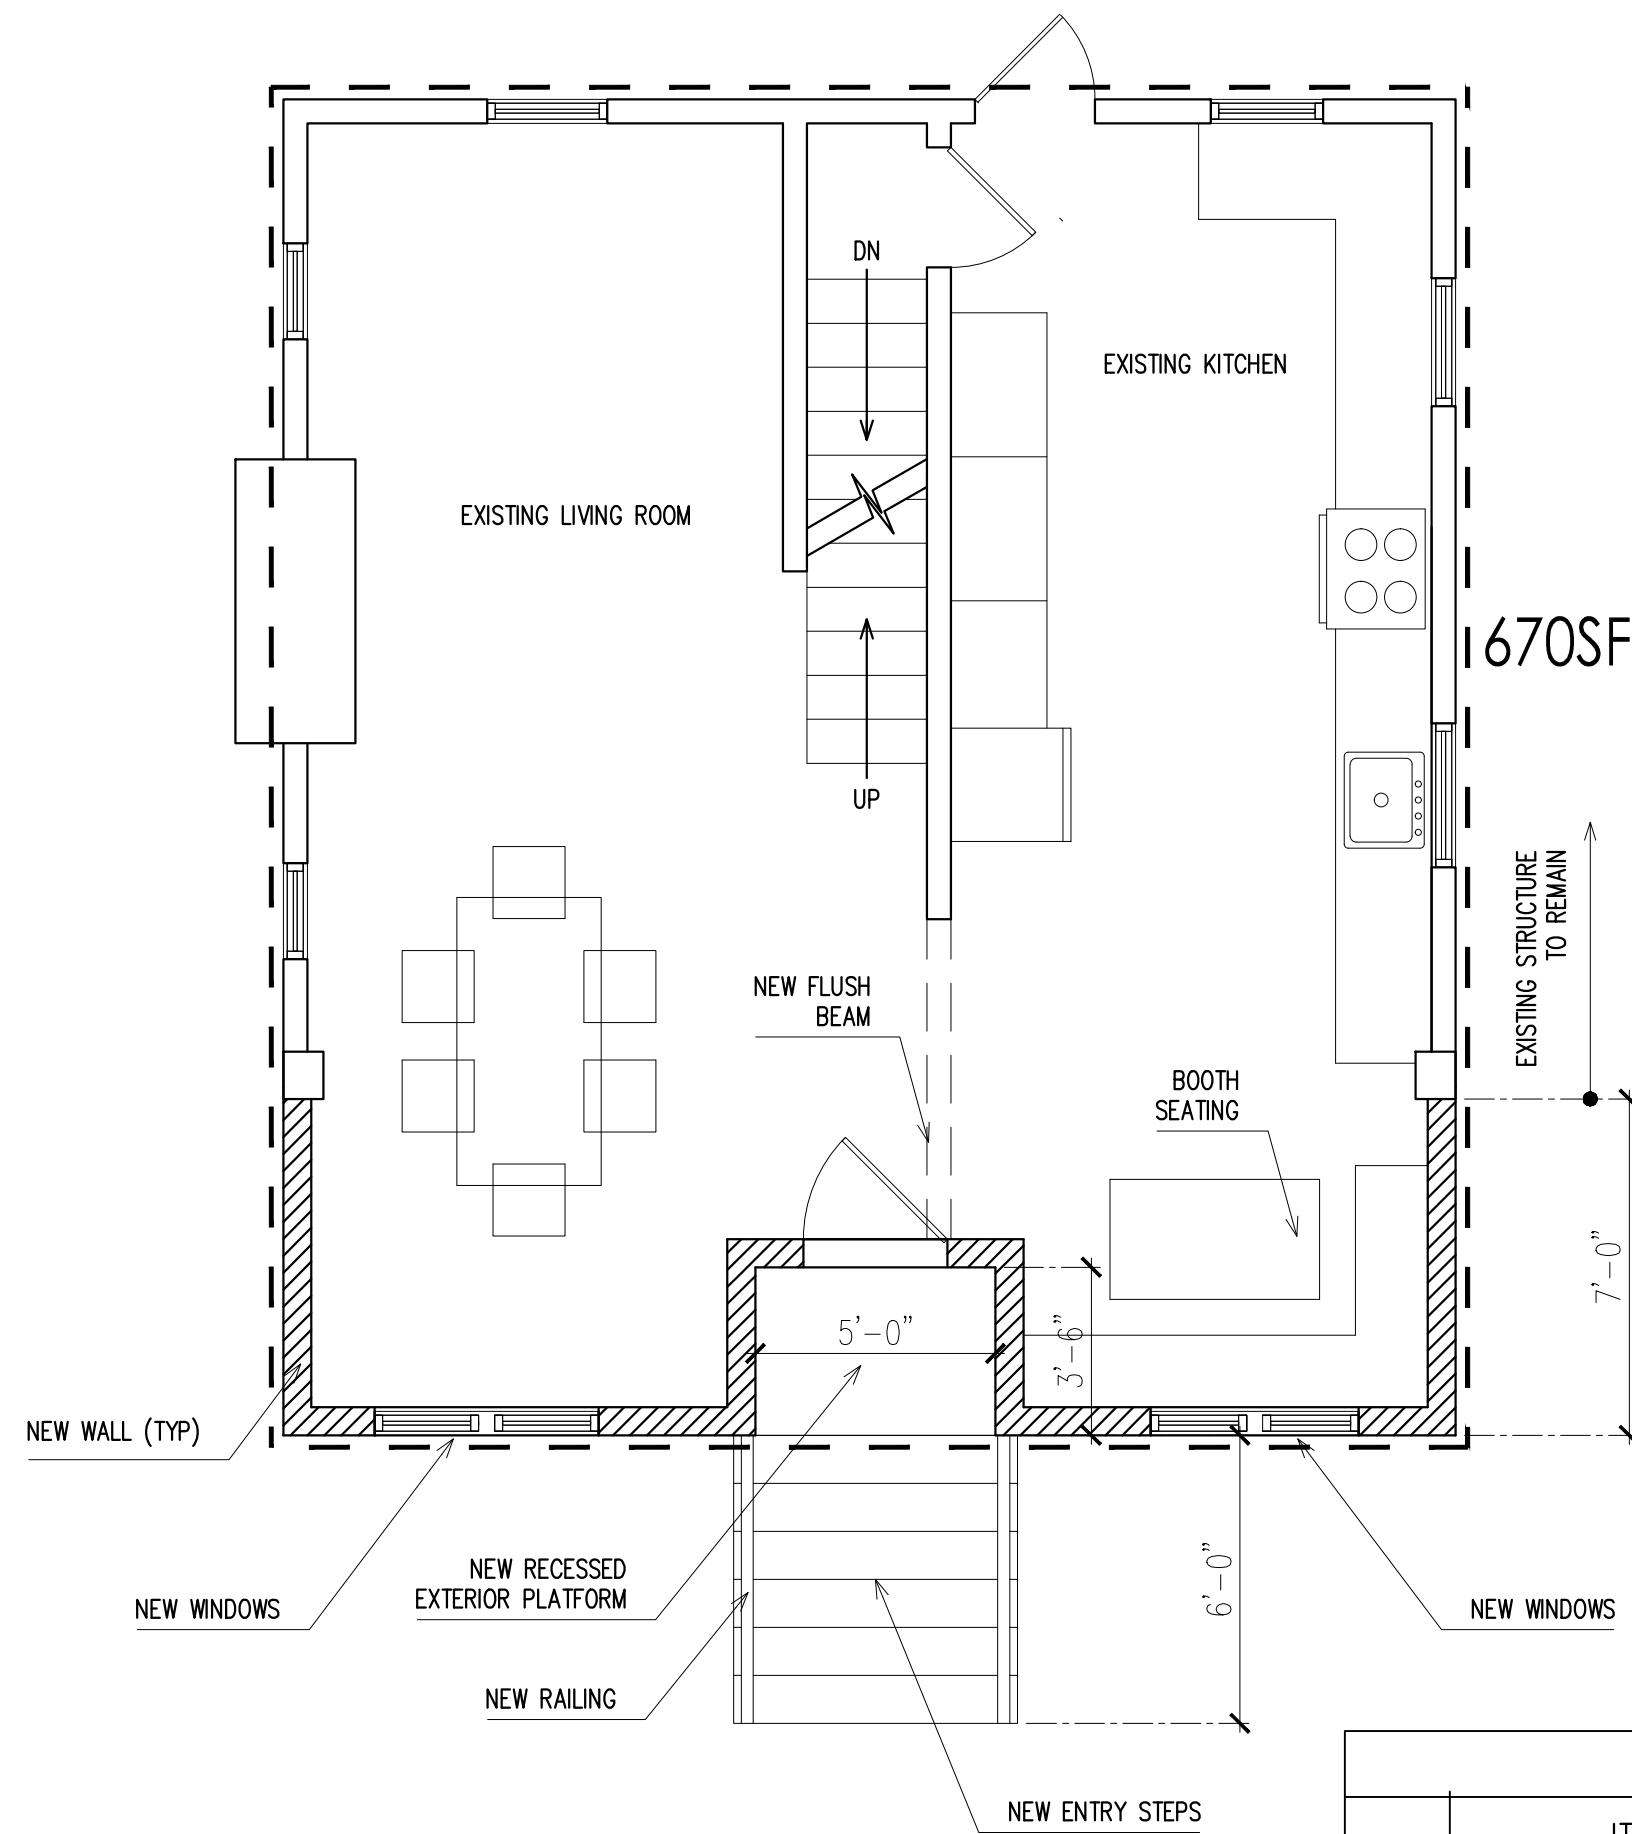 DN
EXISTING KITCHEN
EXISTING LIVING ROOM
670SF
UP
EXISTING STRUCTURE
TO REMAIN
NEW FLUSH
BEAM
BOOTH
SEATING
7'-0"
5'-0"
3'-6"
NEW WALL (TYP)
NEW RECESSED
EXTERIOR PLATFORM
6'-0"
NEW WINDOWS
NEW WINDOWS
NEW RAILING
NEW ENTRY STEPS